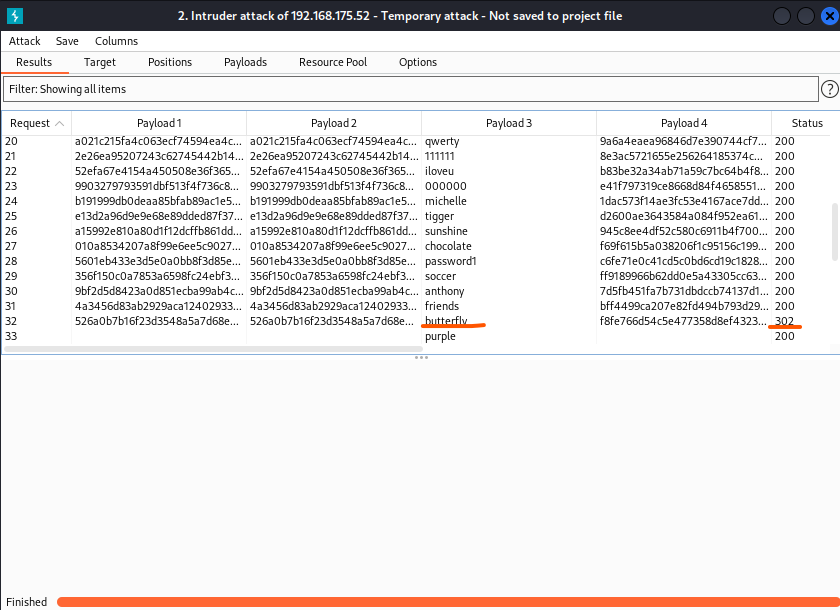 2. Intruder attack of 192.168.175.52 - Temporary attack - Not saved to project file
Attack Save Columns
Results Target Positions Payloads Resource Pool Options
Filter: Showing all items ?
Request Payload 1 Payload 2 Payload 3 Payload 4 Status
20 a021c215fa4c063ecf74594ea4c... a021c215fa4c063ecf74594ea4c... qwerty 9a6a4eaea96846d7e390744cf7... 200
21 2e26ea95207243c62745442b14... 2e26ea95207243c62745442b14... 111111 8e3ac5721655e256264185374c... 200
22 52efa67e4154a450508e36f365... 52efa67e4154a450508e36f365... iloveu b83be32a34ab71a59c7bc64b4f8... 200
23 9903279793591dbf513f4f736c8... 9903279793591dbf513f4f736c8... 000000 e41f797319ce8668d84f4658551... 200
24 b191999db0deaa85bfab89ac1e5... b191999db0deaa85bfab89ac1e5... michelle 1dac573f14ae3fc53e4167ace7dd... 200
25 e13d2a96d9e9e68e89dded87f37... e13d2a96d9e9e68e89dded87f37... tigger d2600ae3643584a084f952ea61... 200
26 a15992e810a80d1f12dcffb861dd... a15992e810a80d1f12dcffb861dd... sunshine 945c8ee4df52c580c6911b4f700... 200
27 010a8534207a8f99e6ee5c9027... 010a8534207a8f99e6ee5c9027... chocolate f69f615b5a038206f1c95156c199... 200
28 5601eb433e3d5e0a0bb8f3d85e... 5601eb433e3d5e0a0bb8f3d85e... password1 c6fe71e0c41cd5c0bd6cd19c1828... 200
29 356f150c0a7853a6598fc24ebf3... 356f150c0a7853a6598fc24ebf3... soccer ff9189966b62dd0e5a43305cc63... 200
30 9bf2d5d8423a0d851ecba99ab4c... 9bf2d5d8423a0d851ecba99ab4c... anthony 7d5fb451fa7b731dbdccb74137d1... 200
31 4a3456d83ab2929aca12402933... 4a3456d83ab2929aca12402933... friends bff4499ca207e82fd494b793d29... 200
32 526a0b7b16f23d3548a5a7d68e... 526a0b7b16f23d3548a5a7d68e... butterfly f8fe766d54c5e477358d8ef4323... 302
33 purple 200
Finished